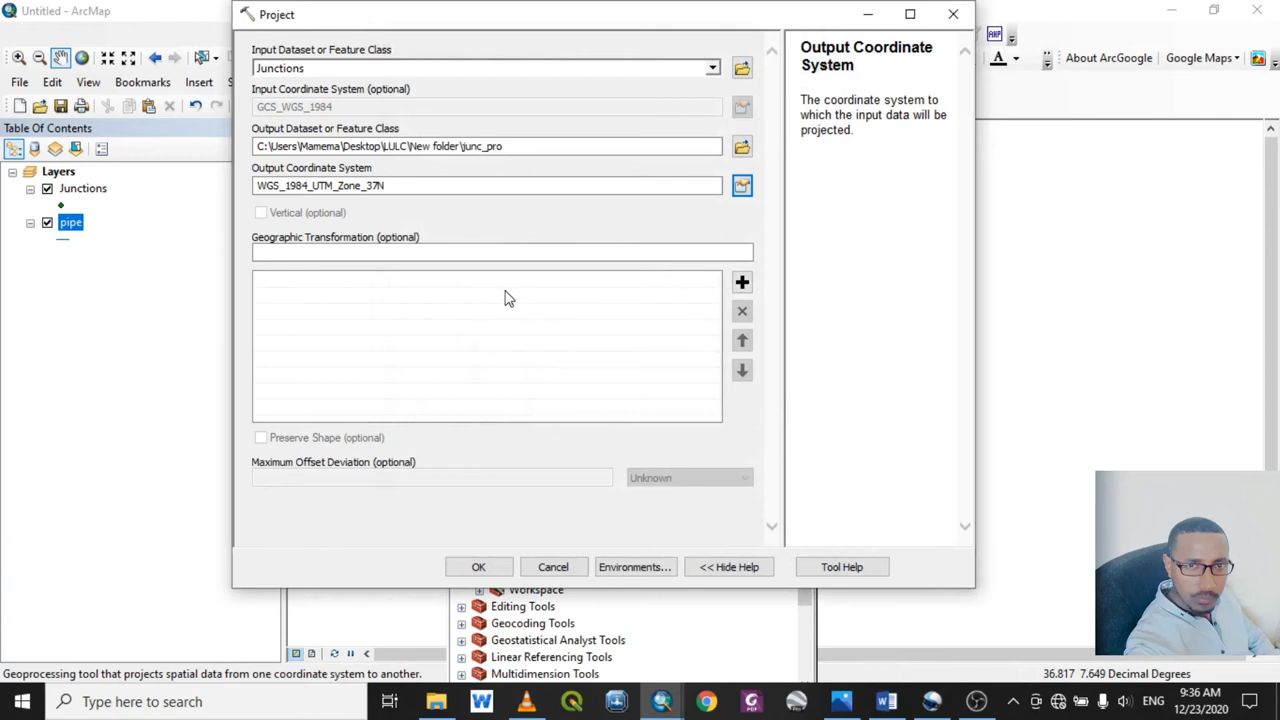 Untitled - ArcMap
Project
File Edit View Bookmarks Insert
About ArcGoogle Google Maps
Table Of Contents
Layers
Junctions
pipe
Input Dataset or Feature Class
Junctions
Input Coordinate System (optional)
GCS_WGS_1984
Output Dataset or Feature Class
C:\Users\Mamema\Desktop\LULC\New folder\junc_pro
Output Coordinate System
WGS_1984_UTM_Zone_37N
Vertical (optional)
Geographic Transformation (optional)
Preserve Shape (optional)
Maximum Offset Deviation (optional)
Unknown
OK Cancel Environments... << Hide Help Tool Help
Output Coordinate
System
The coordinate system to
which the input data will be
projected.
Workspace
Editing Tools
Geocoding Tools
Geostatistical Analyst Tools
Linear Referencing Tools
Multidimension Tools
Geoprocessing tool that projects spatial data from one coordinate system to another.
36.817 7.649 Decimal Degrees
Type here to search
ENG
9:36 AM
12/23/2020